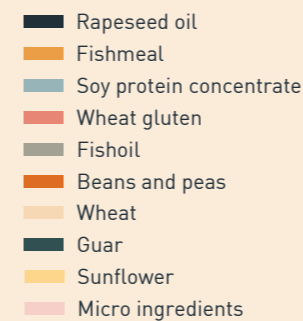 Rapeseed oil
Fishmeal
Soy protein concentrate
Wheat gluten
Fishoil
Beans and peas
Wheat
Guar
Sunflower
Micro ingredients